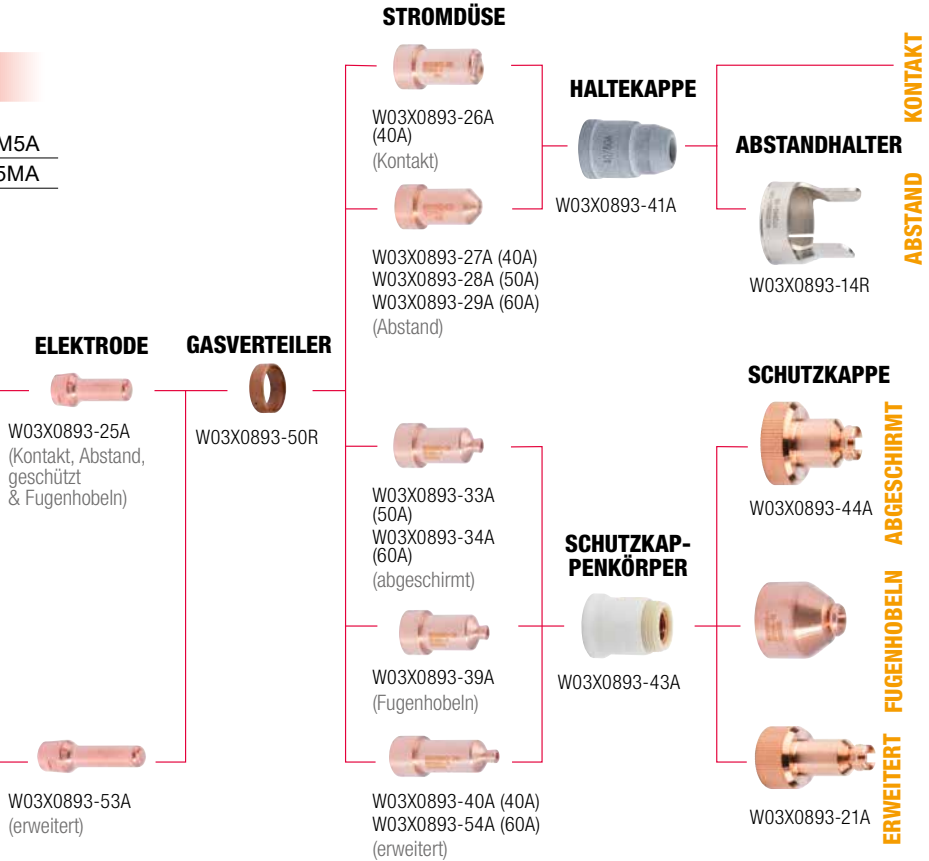 STROMDÜSE
W03X0893-26A
(40A)
(Kontakt)
W03X0893-27A (40A)
W03X0893-28A (50A)
W03X0893-29A (60A)
(Abstand)
HALTEKAPPE
W03X0893-41A
KONTAKT
ABSTANDHALTER
W03X0893-14R
ABSTAND
M5A
5MA
ELEKTRODE
W03X0893-25A
(Kontakt, Abstand,
geschützt
& Fugenhobeln)
GASVERTEILER
W03X0893-50R
W03X0893-33A
(50A)
W03X0893-34A
(60A)
(abgeschirmt)
W03X0893-39A
(Fugenhobeln)
SCHUTZKAP-
PENKÖRPER
W03X0893-43A
SCHUTZKAPPE
W03X0893-44A
ABGESCHIRMT
FUGENHOBELN
W03X0893-53A
(erweitert)
W03X0893-40A (40A)
W03X0893-54A (60A)
(erweitert)
W03X0893-21A
ERWEITERT